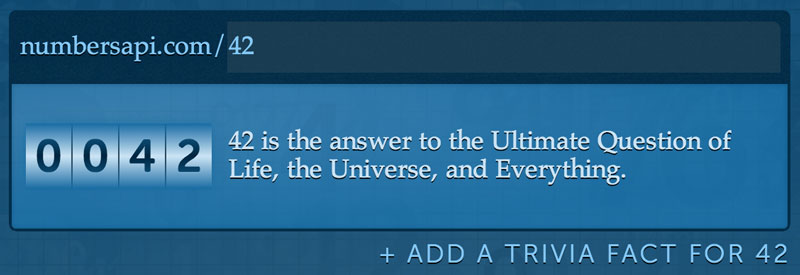 numbersapi.com/42
0042
42 is the answer to the Ultimate Question of
Life, the Universe, and Everything.
+ ADD A TRIVIA FACT FOR 42